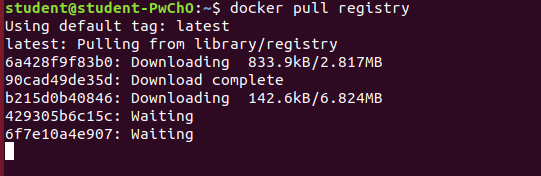 student@student-PwChO:~$ docker pull registry
Using default tag: latest
latest: Pulling from library/registry
6a428f9f83b0: Downloading  833.9kB/2.817MB
90cad49de35d: Download complete
b215d0b40846: Downloading  142.6kB/6.824MB
429305b6c15c: Waiting
6f7e10a4e907: Waiting